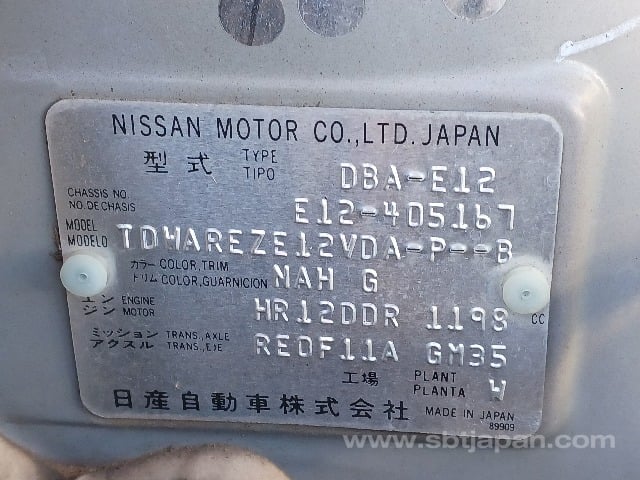 NISSAN MOTOR CO.,LTD. JAPAN
型式 TYPE TIPO DBA-E12
CHASSIS NO. NO.DE CHASIS E12-405167
MODEL MODELO TDMAREZE12VDA-P--B
カラー COLOR,TRIM トリム COLOR,GUARNICION NAH G
エンジン ENGINE MOTOR HR12DDR 1198 CC
ミッション TRANS.,AXLE アクスル TRANS.,EJE RE0F11A GM35
工場 PLANT PLANTA W
日産自動車株式会社 MADE IN JAPAN
89909
www.sbtjapan.com